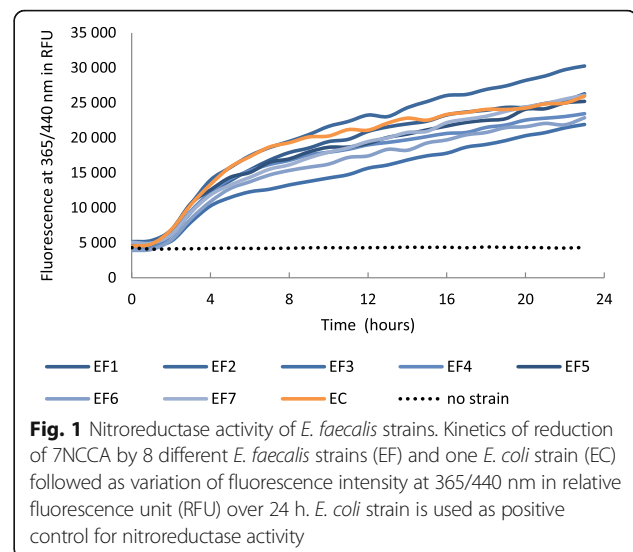 35 000
30 000
25 000
20 000
15 000
10 000
5 000
0
Fluorescence at 365/440 nm in RFU
0 4 8 12 16 20 24
Time (hours)
EF1 EF2 EF3 EF4 EF5
EF6 EF7 EC no strain
Fig. 1 Nitroreductase activity of E. faecalis strains. Kinetics of reduction
of 7NCCA by 8 different E. faecalis strains (EF) and one E. coli strain (EC)
followed as variation of fluorescence intensity at 365/440 nm in relative
fluorescence unit (RFU) over 24 h. E. coli strain is used as positive
control for nitroreductase activity